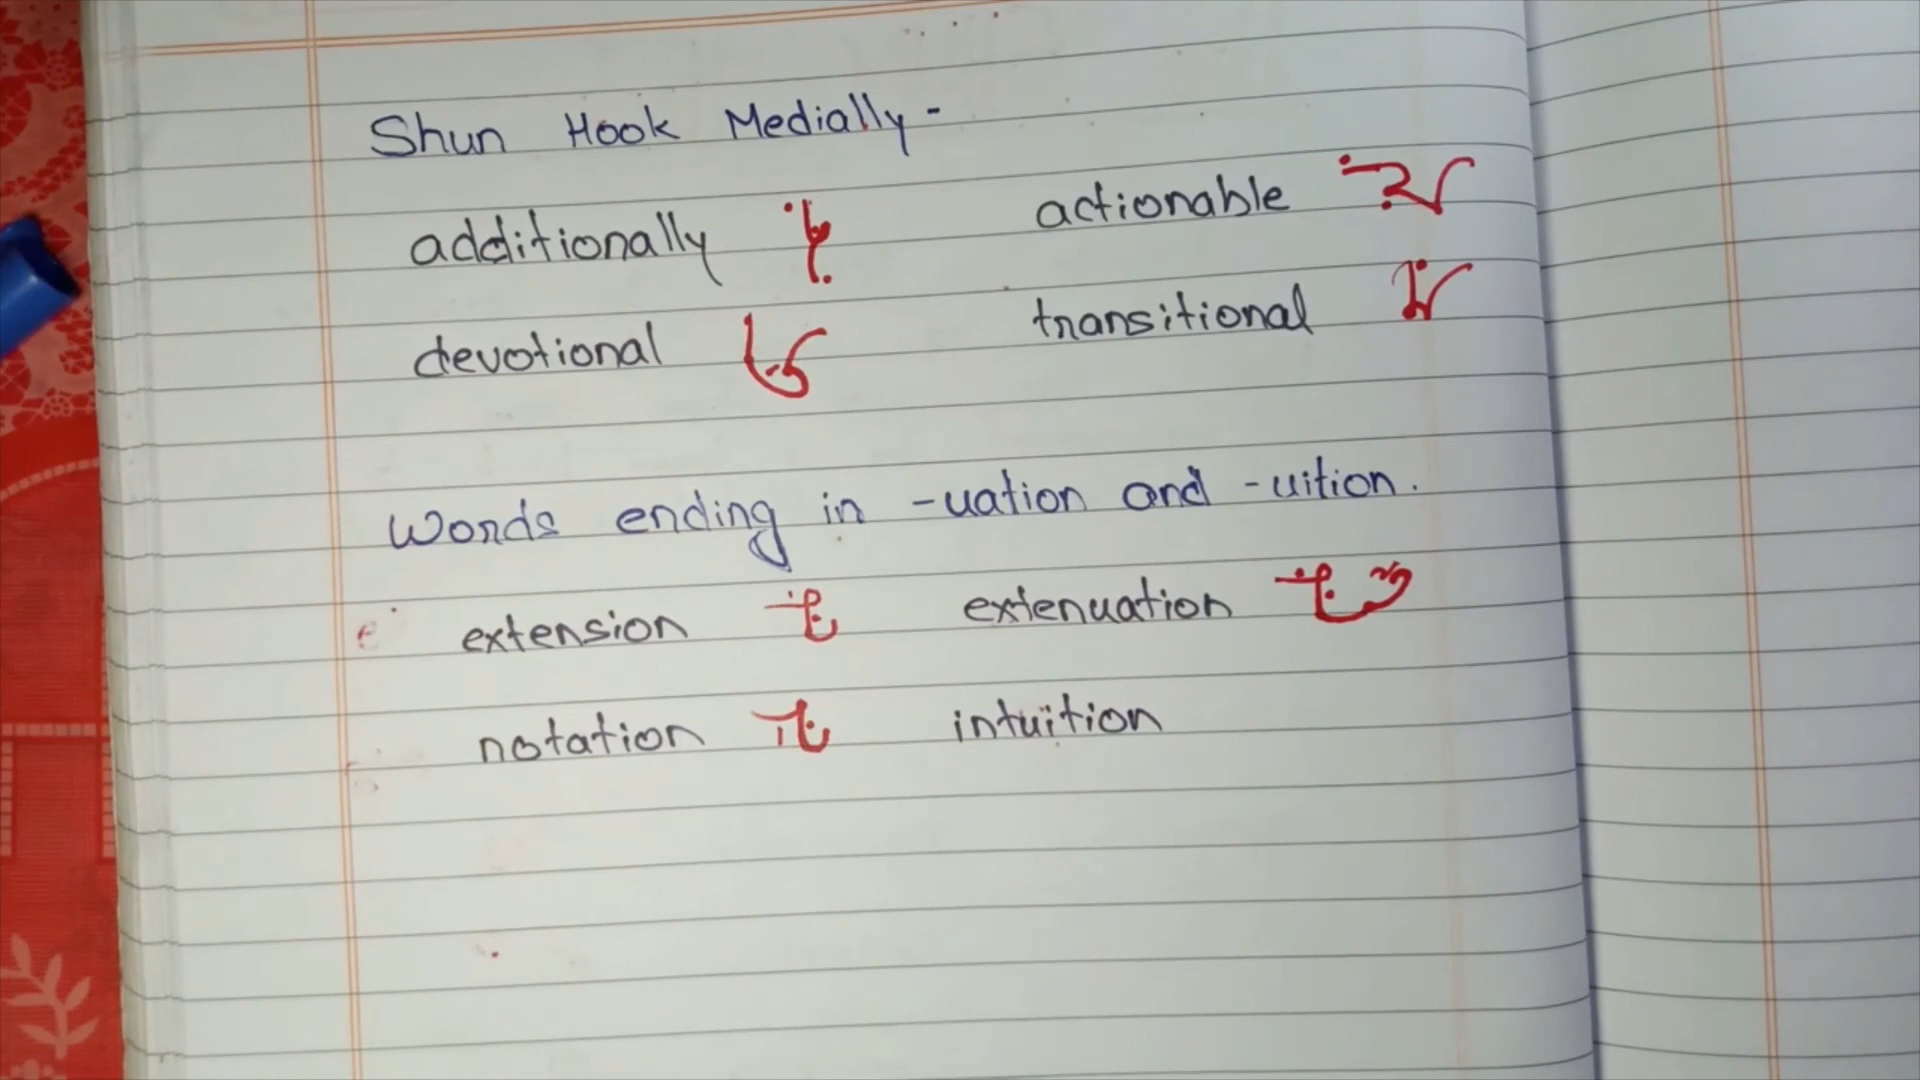 Shun Hook Medially -
additionally actionable
devotional transitional
Words ending in -uation and -uition.
extension extenuation
notation intuition